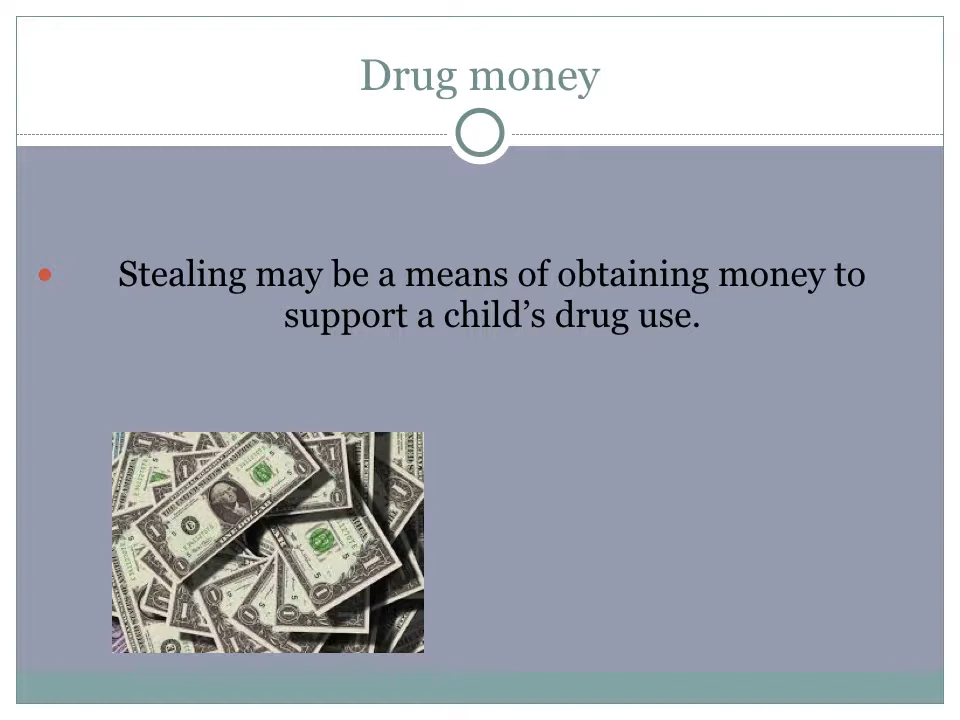 Drug money
Stealing may be a means of obtaining money to
support a child’s drug use.